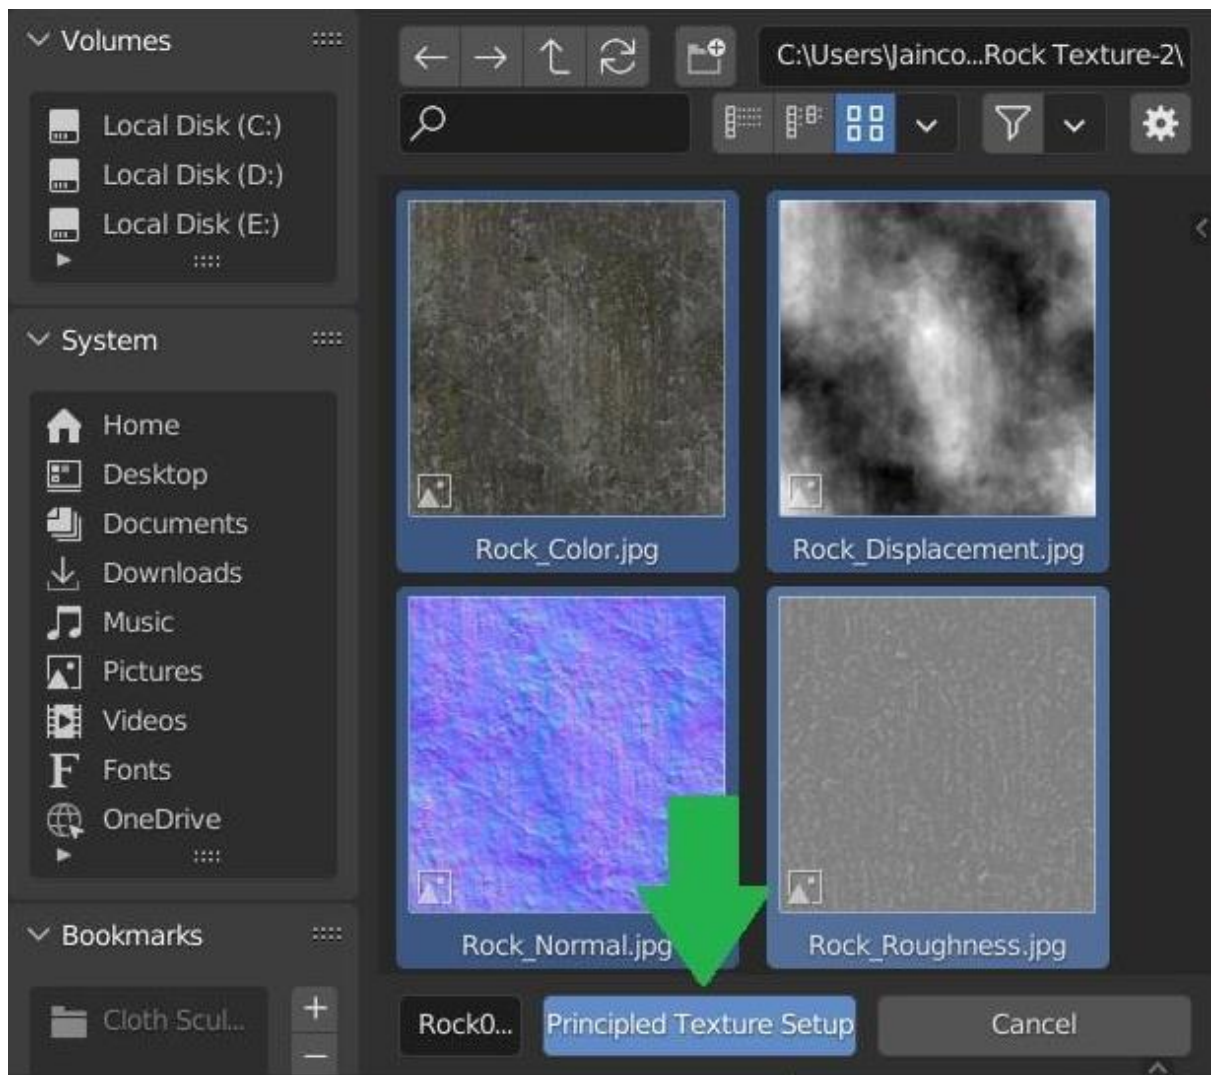 Volumes
Local Disk (C:)
Local Disk (D:)
Local Disk (E:)
System
Home
Desktop
Documents
Downloads
Music
Pictures
Videos
Fonts
OneDrive
Bookmarks
Cloth Scul...
C:\Users\Jainco...Rock Texture-2\
Rock_Color.jpg
Rock_Displacement.jpg
Rock_Normal.jpg
Rock_Roughness.jpg
Rock0...
Principled Texture Setup
Cancel